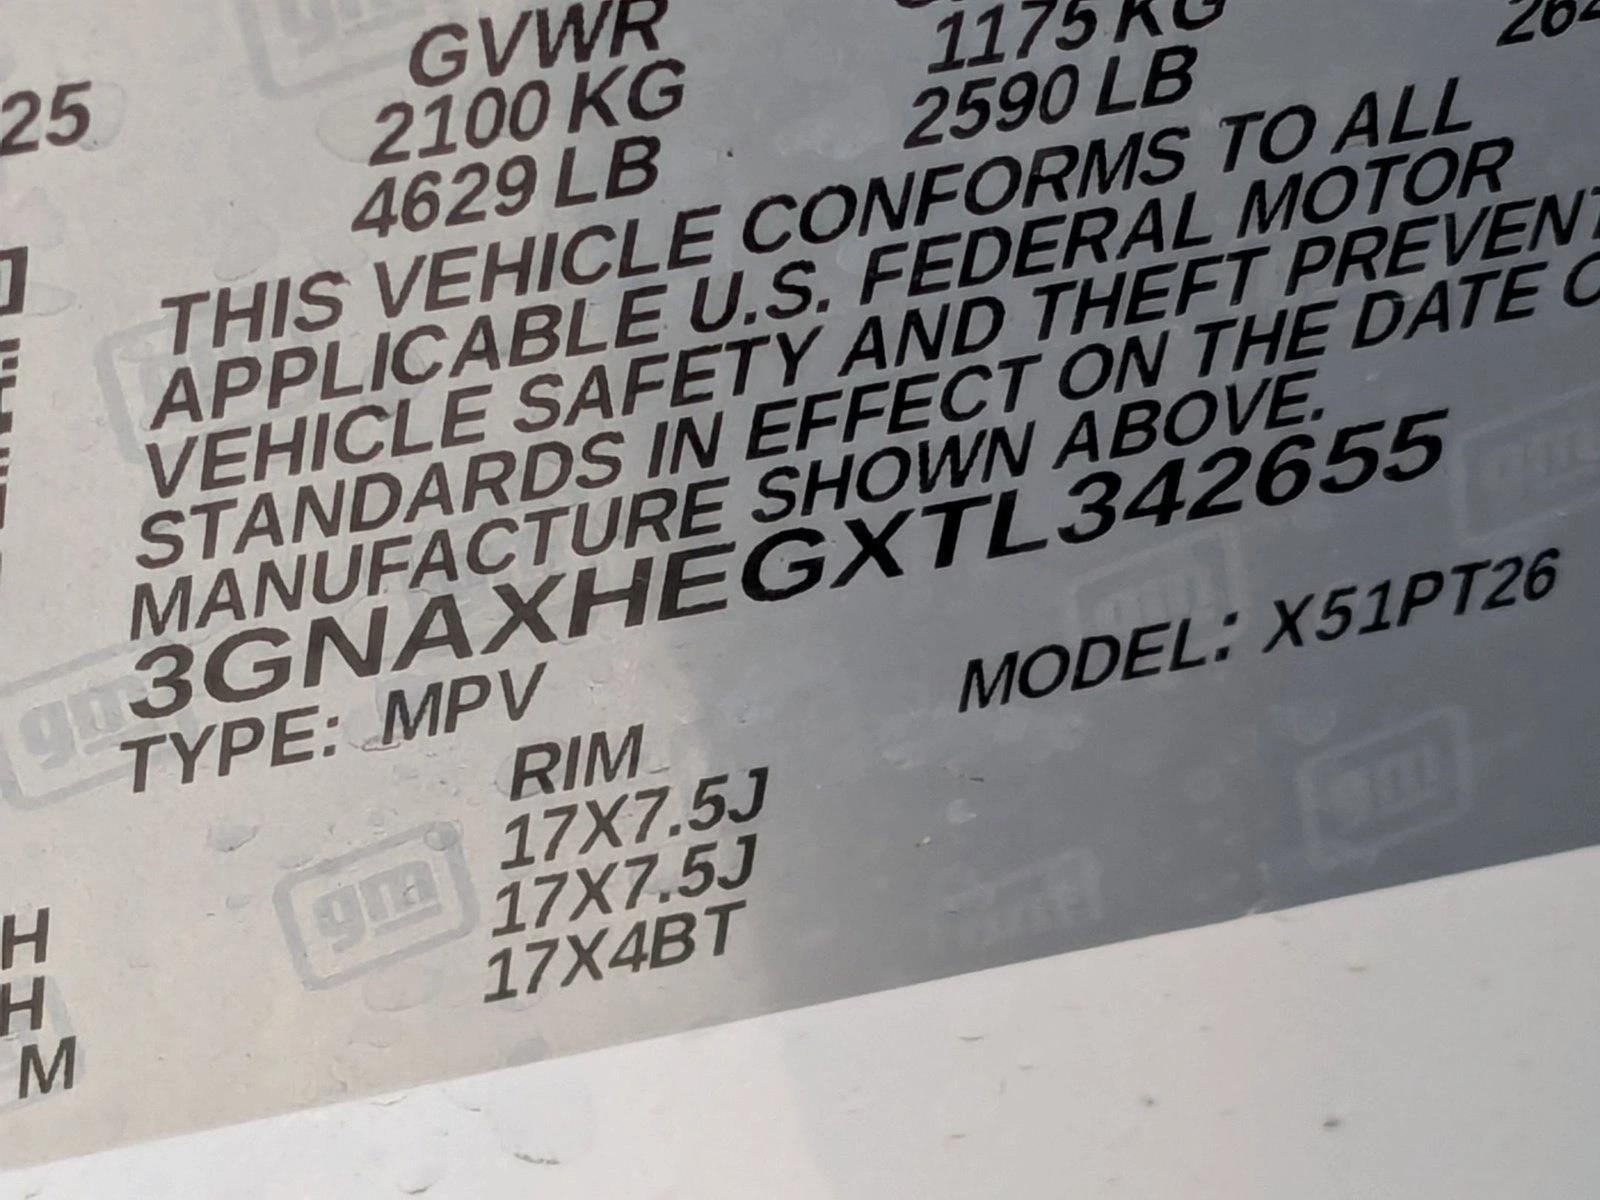 GVWR
25 2100 KG 1175 KG
4629 LB 2590 LB
THIS VEHICLE CONFORMS TO ALL
APPLICABLE U.S. FEDERAL MOTOR
VEHICLE SAFETY AND THEFT PREVENT
STANDARDS IN EFFECT ON THE DATE O
MANUFACTURE SHOWN ABOVE.
3GNAXHEGXTL342655
TYPE: MPV MODEL: X51PT26
RIM
17X7.5J
H 17X7.5J
H 17X4BT
M
gm